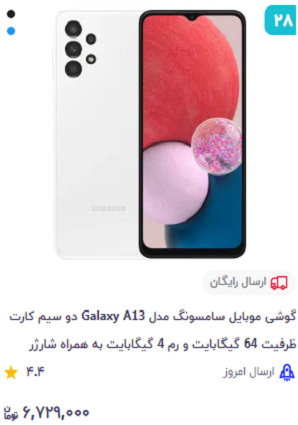 ۲۸
SAMSUNG
ارسال رایگان
گوشی موبایل سامسونگ مدل Galaxy A13 دو سیم کارت
ظرفیت 64 گیگابایت و رم 4 گیگابایت به همراه شارژر
ارسال امروز ۴.۴
۶,۷۲۹,۰۰۰ تومان